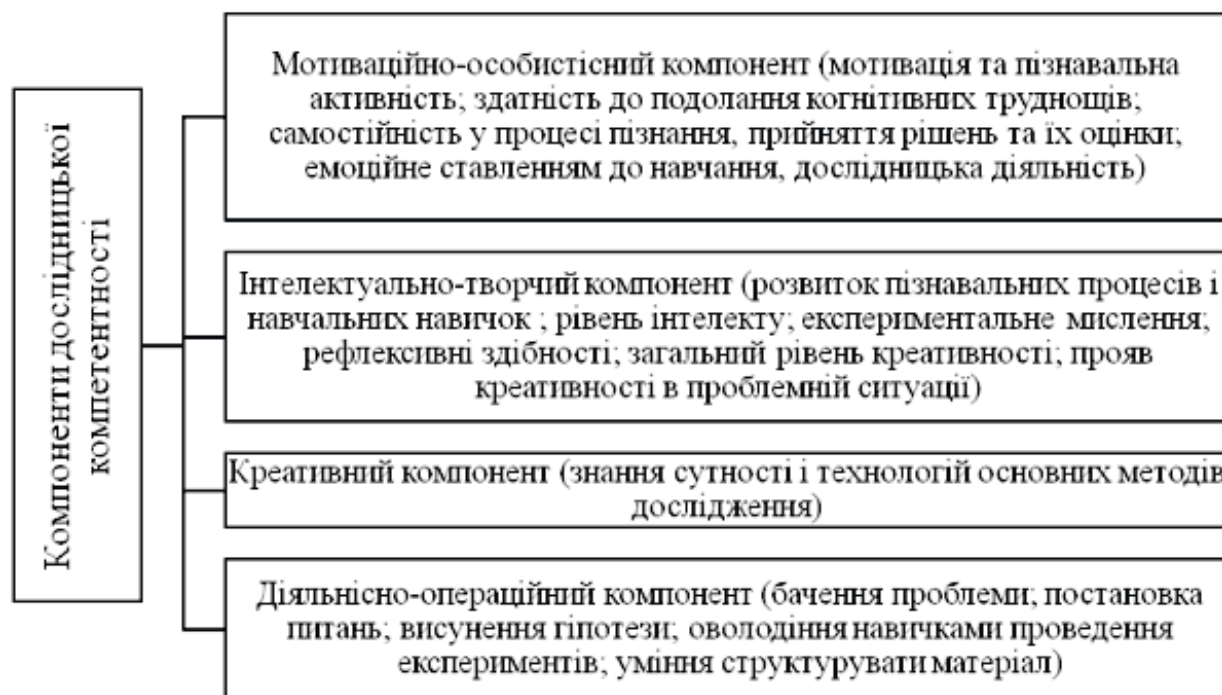 Компоненти дослідницької
компетентності
Мотиваційно-особистісний компонент (мотивація та пізнавальна
активність; здатність до подолання когнітивних труднощів;
самостійність у процесі пізнання, прийняття рішень та їх оцінки;
емоційне ставленням до навчання, дослідницька діяльність)
Інтелектуально-творчий компонент (розвиток пізнавальних процесів і
навчальних навичок ; рівень інтелекту; експериментальне мислення;
рефлексивні здібності; загальний рівень креативності; прояв
креативності в проблемній ситуації)
Креативний компонент (знання сутності і технологій основних методів
дослідження)
Діяльнісно-операційний компонент (бачення проблеми; постановка
питань; висунення гіпотези; оволодіння навичками проведення
експериментів; уміння структурувати матеріал)